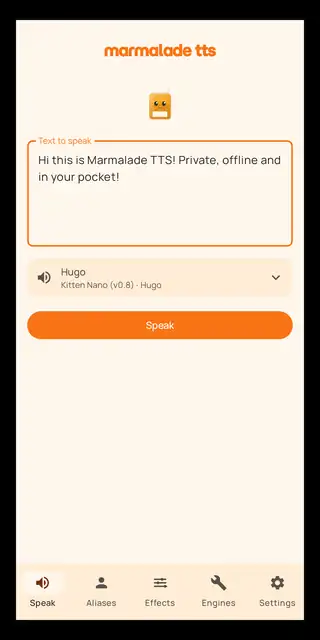 marmalade tts
Text to speak
Hi this is Marmalade TTS! Private, offline and
in your pocket!
Hugo
Kitten Nano (v0.8) · Hugo
Speak
Speak
Aliases
Effects
Engines
Settings